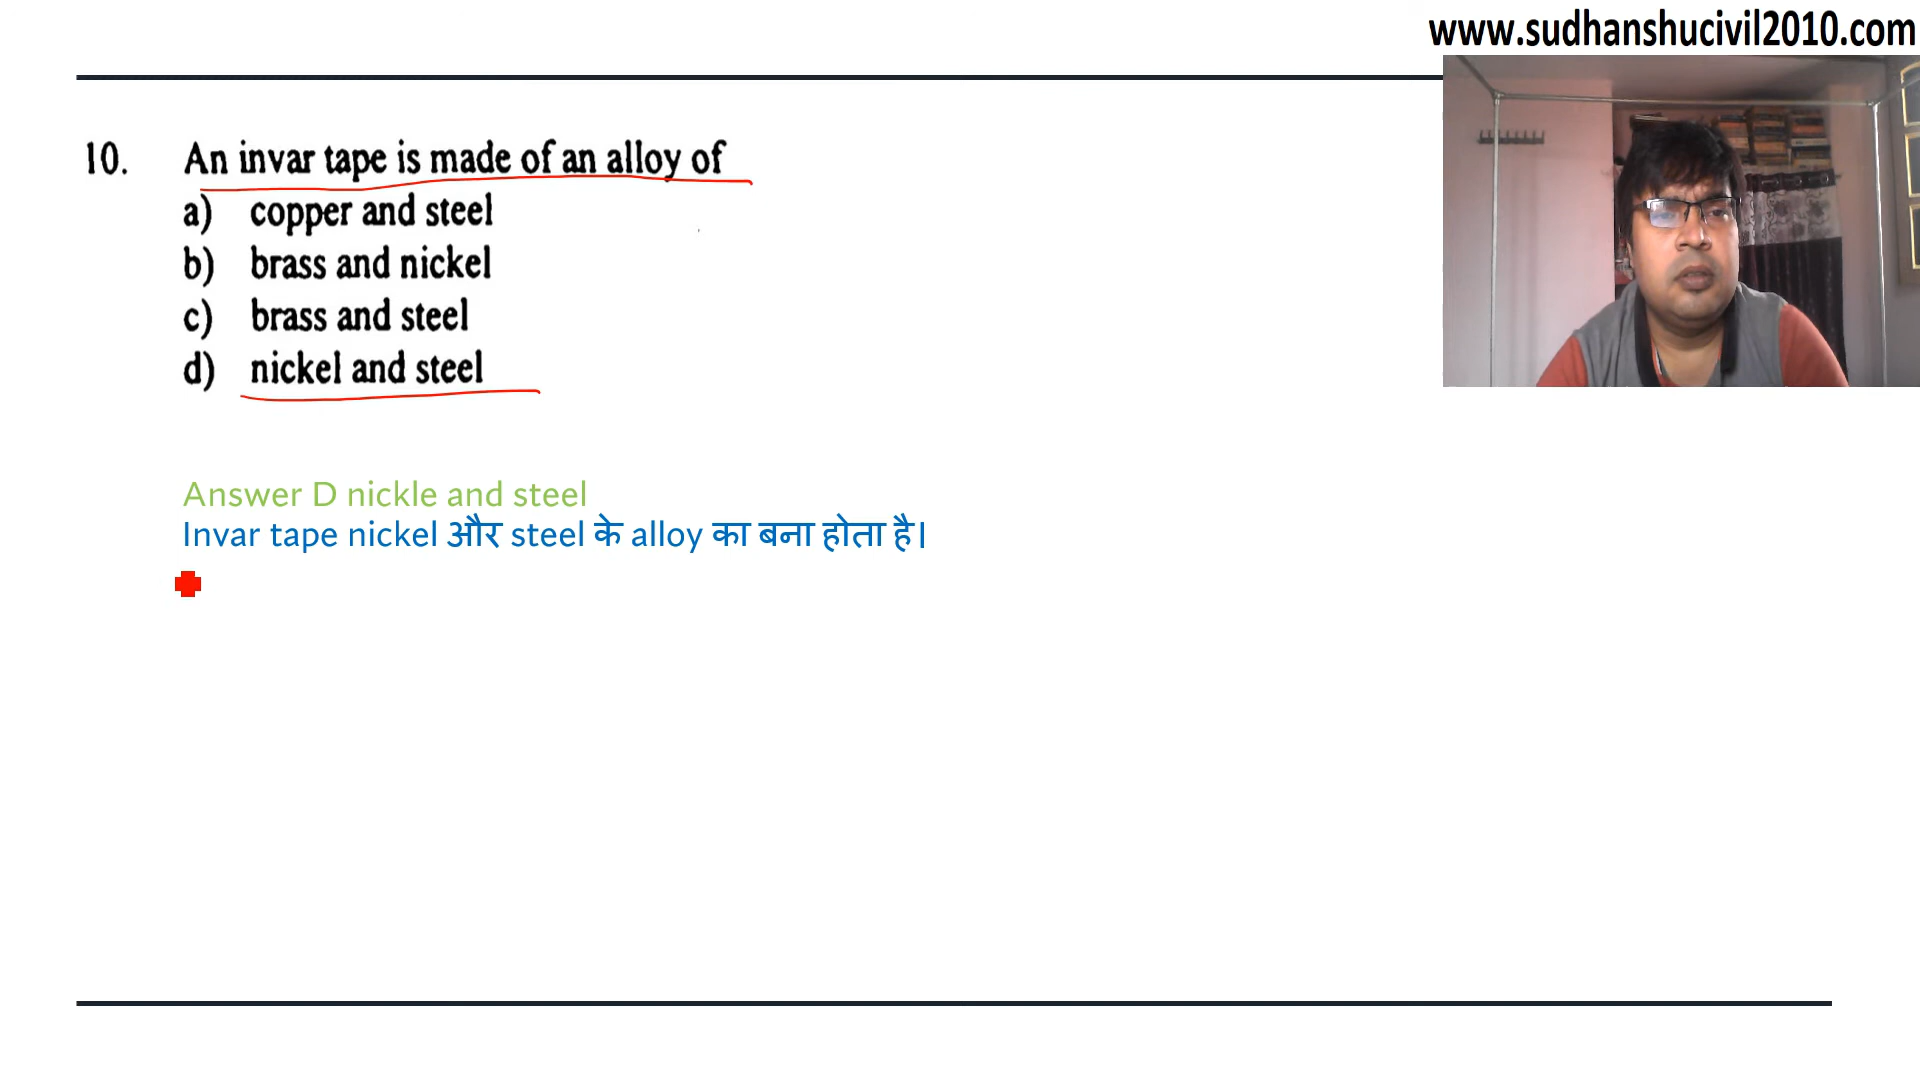 www.sudhanshucivil2010.com
10. An invar tape is made of an alloy of
a) copper and steel
b) brass and nickel
c) brass and steel
d) nickel and steel
Answer D nickle and steel
Invar tape nickel और steel के alloy का बना होता है।